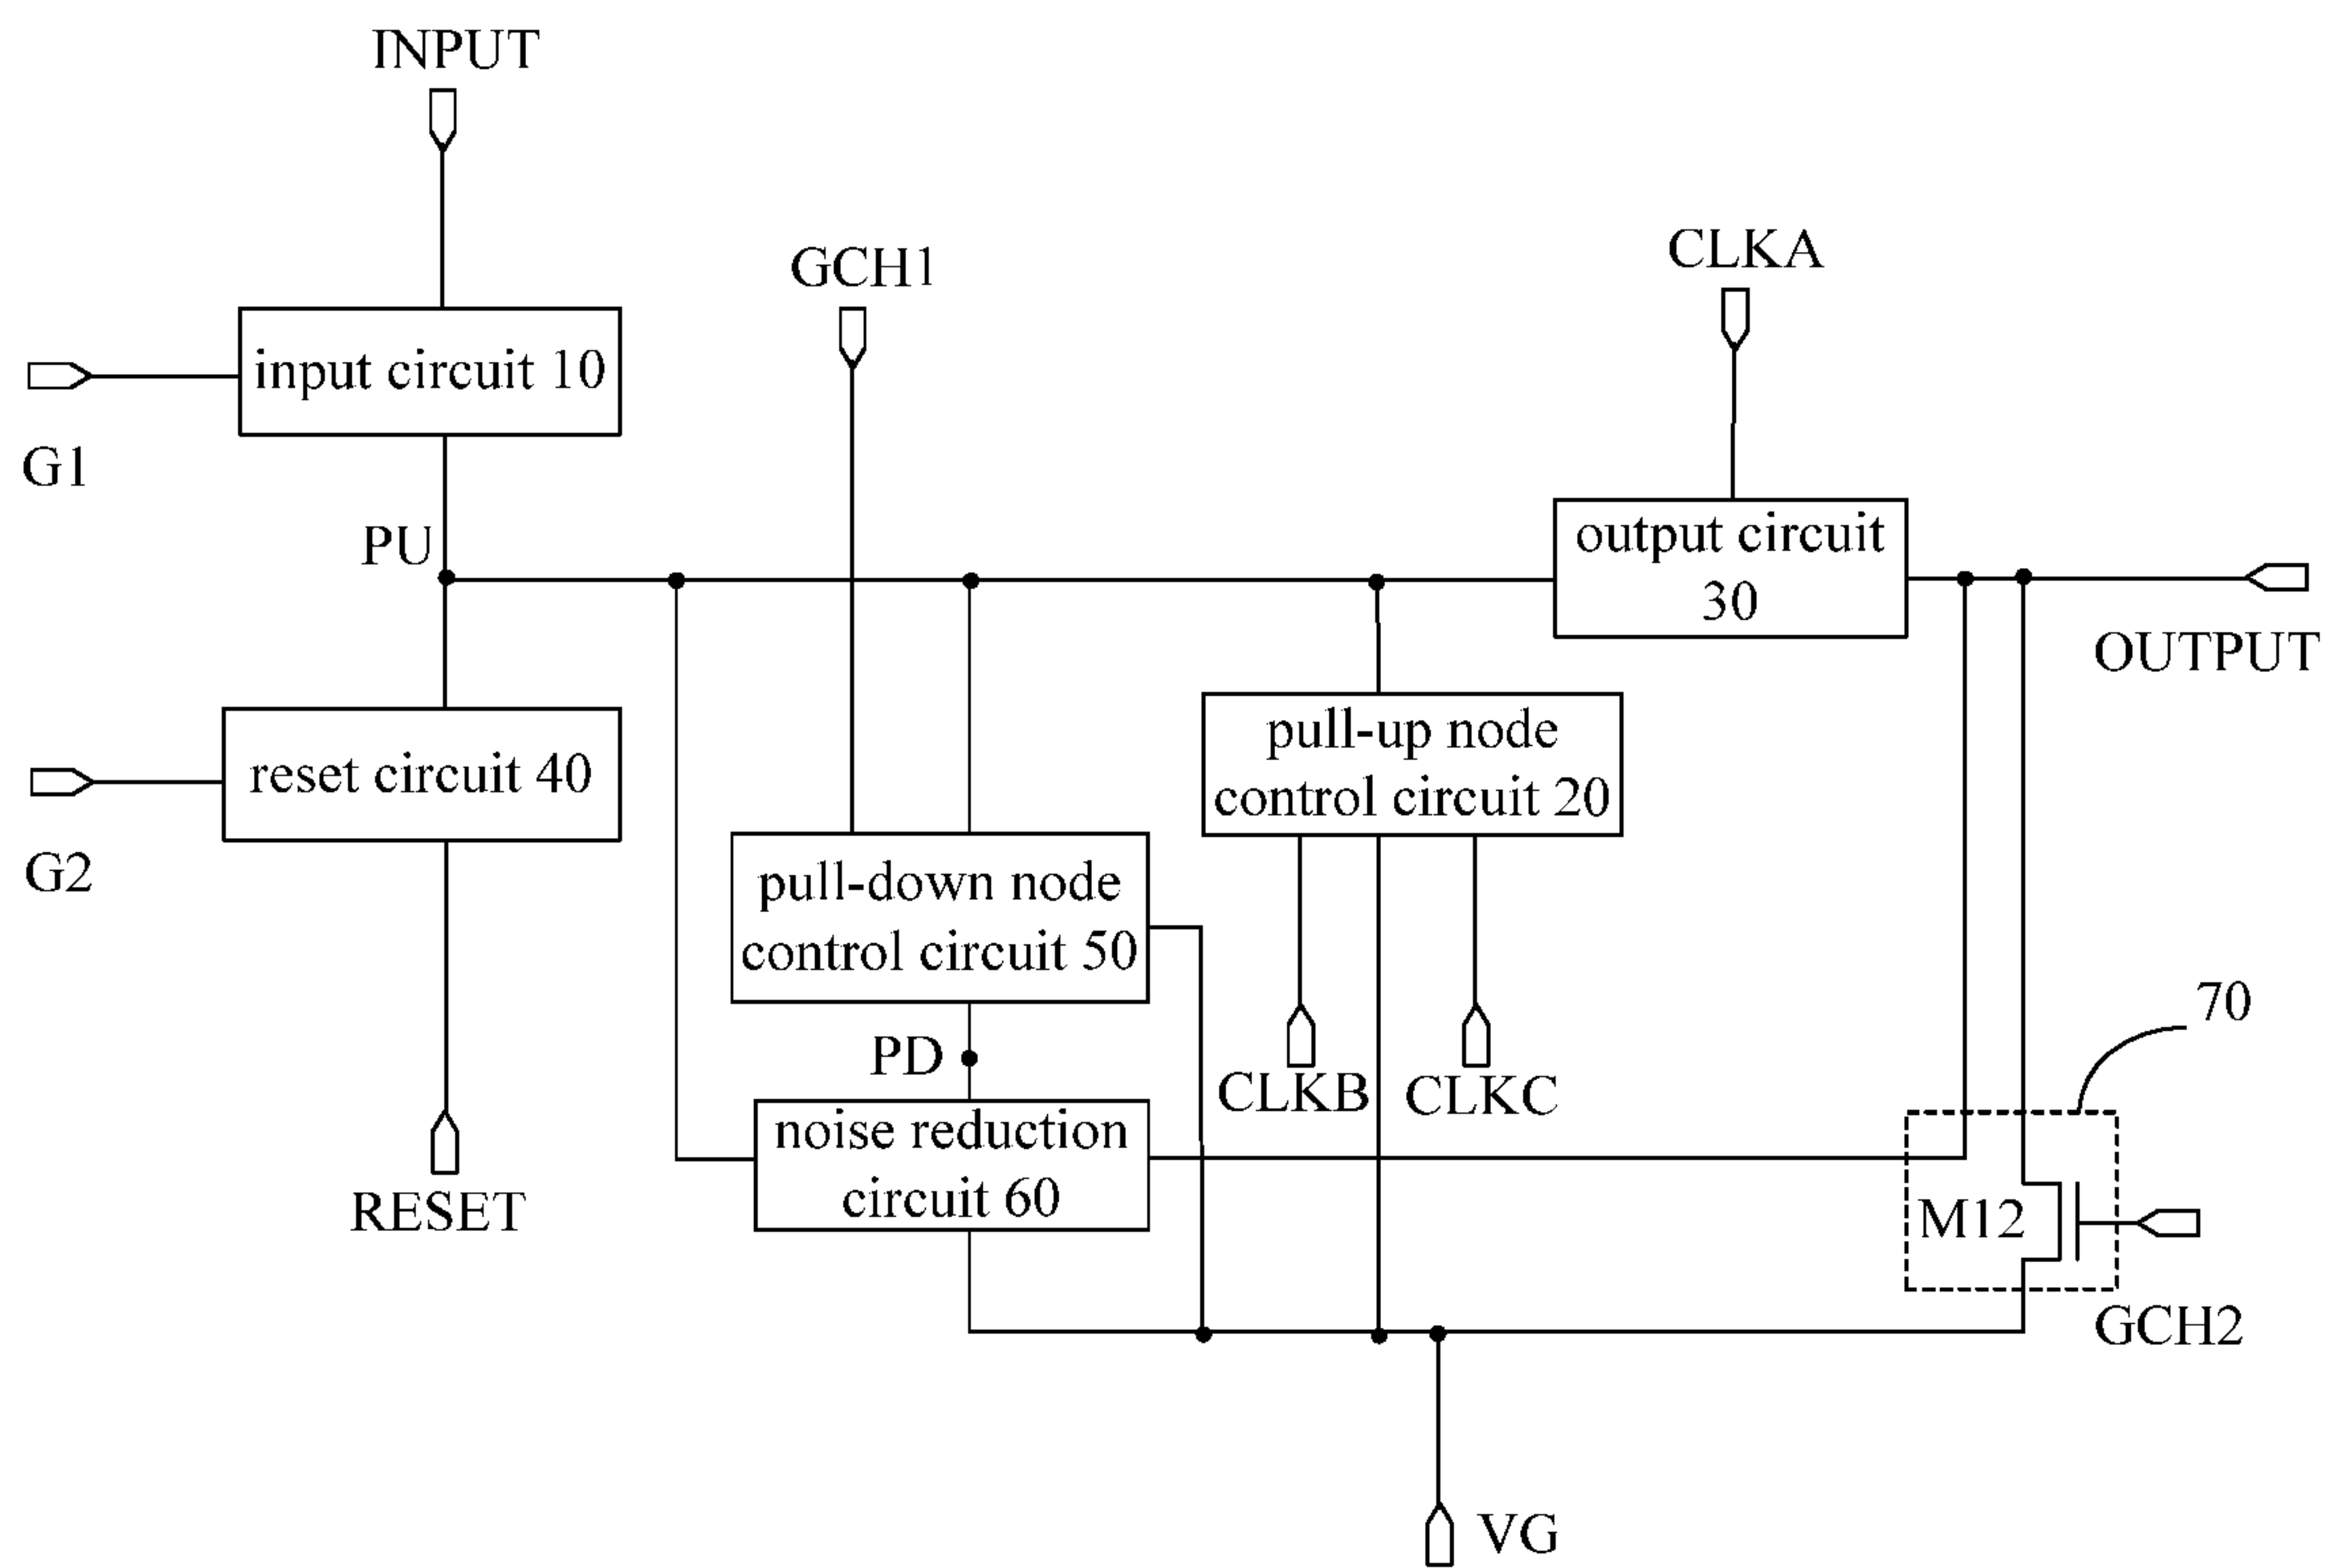 INPUT
GCH1
CLKA
input circuit 10
G1
PU
output circuit
30
OUTPUT
pull-up node
control circuit 20
reset circuit 40
G2
pull-down node
control circuit 50
70
PD
CLKB
CLKC
noise reduction
circuit 60
RESET
M12
GCH2
VG